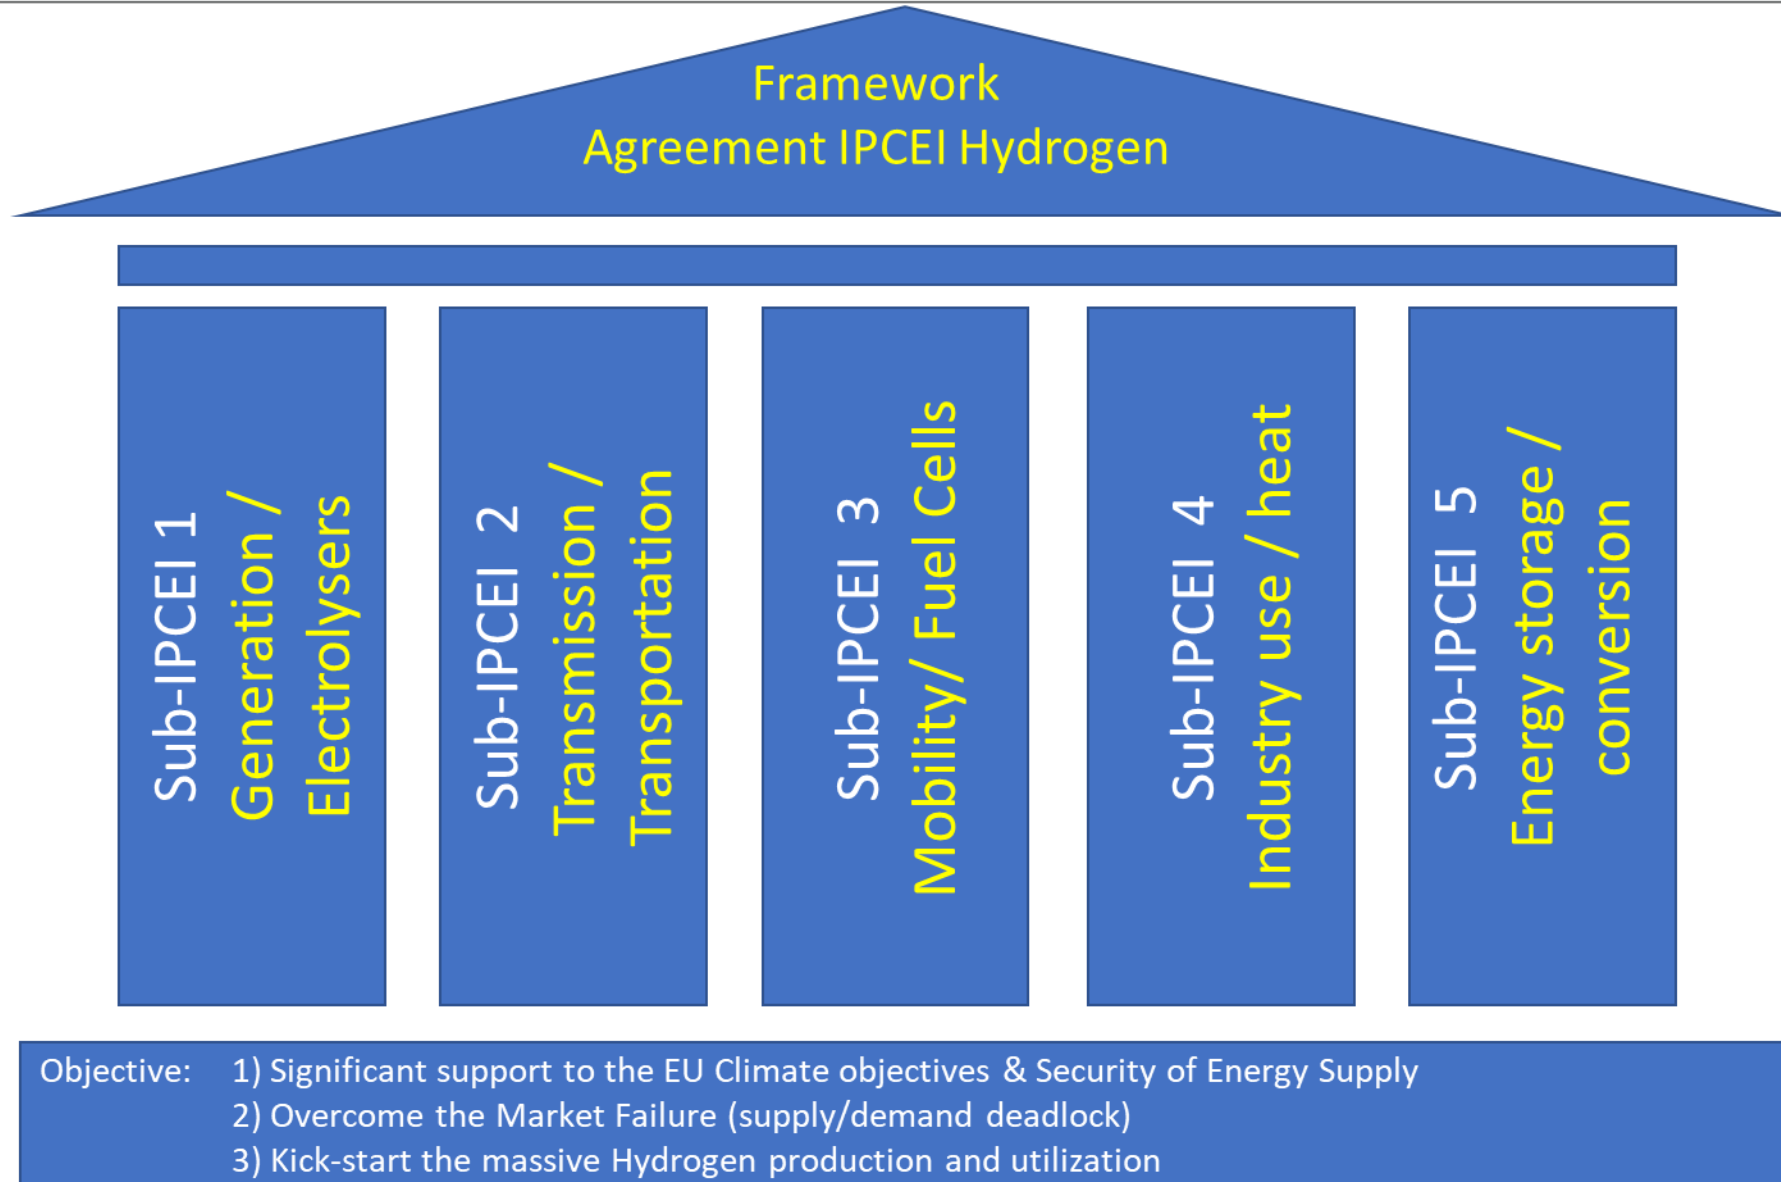 Framework
Agreement IPCEI Hydrogen
Sub-IPCEI 1
Generation /
Electrolysers
Sub-IPCEI 2
Transmission /
Transportation
Sub-IPCEI 3
Mobility/ Fuel Cells
Sub-IPCEI 4
Industry use / heat
Sub-IPCEI 5
Energy storage /
conversion
Objective: 1) Significant support to the EU Climate objectives & Security of Energy Supply
2) Overcome the Market Failure (supply/demand deadlock)
3) Kick-start the massive Hydrogen production and utilization